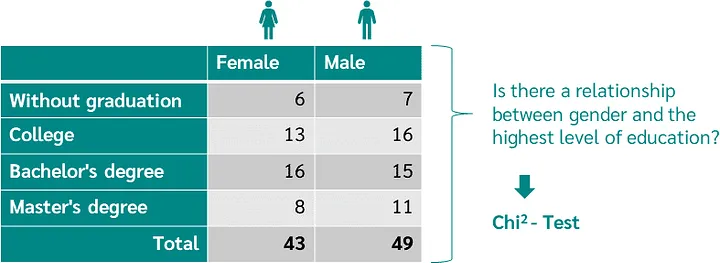 Female Male
Without graduation 6 7
College 13 16
Bachelor's degree 16 15
Master's degree 8 11
Total 43 49
Is there a relationship
between gender and the
highest level of education?
Chi² - Test